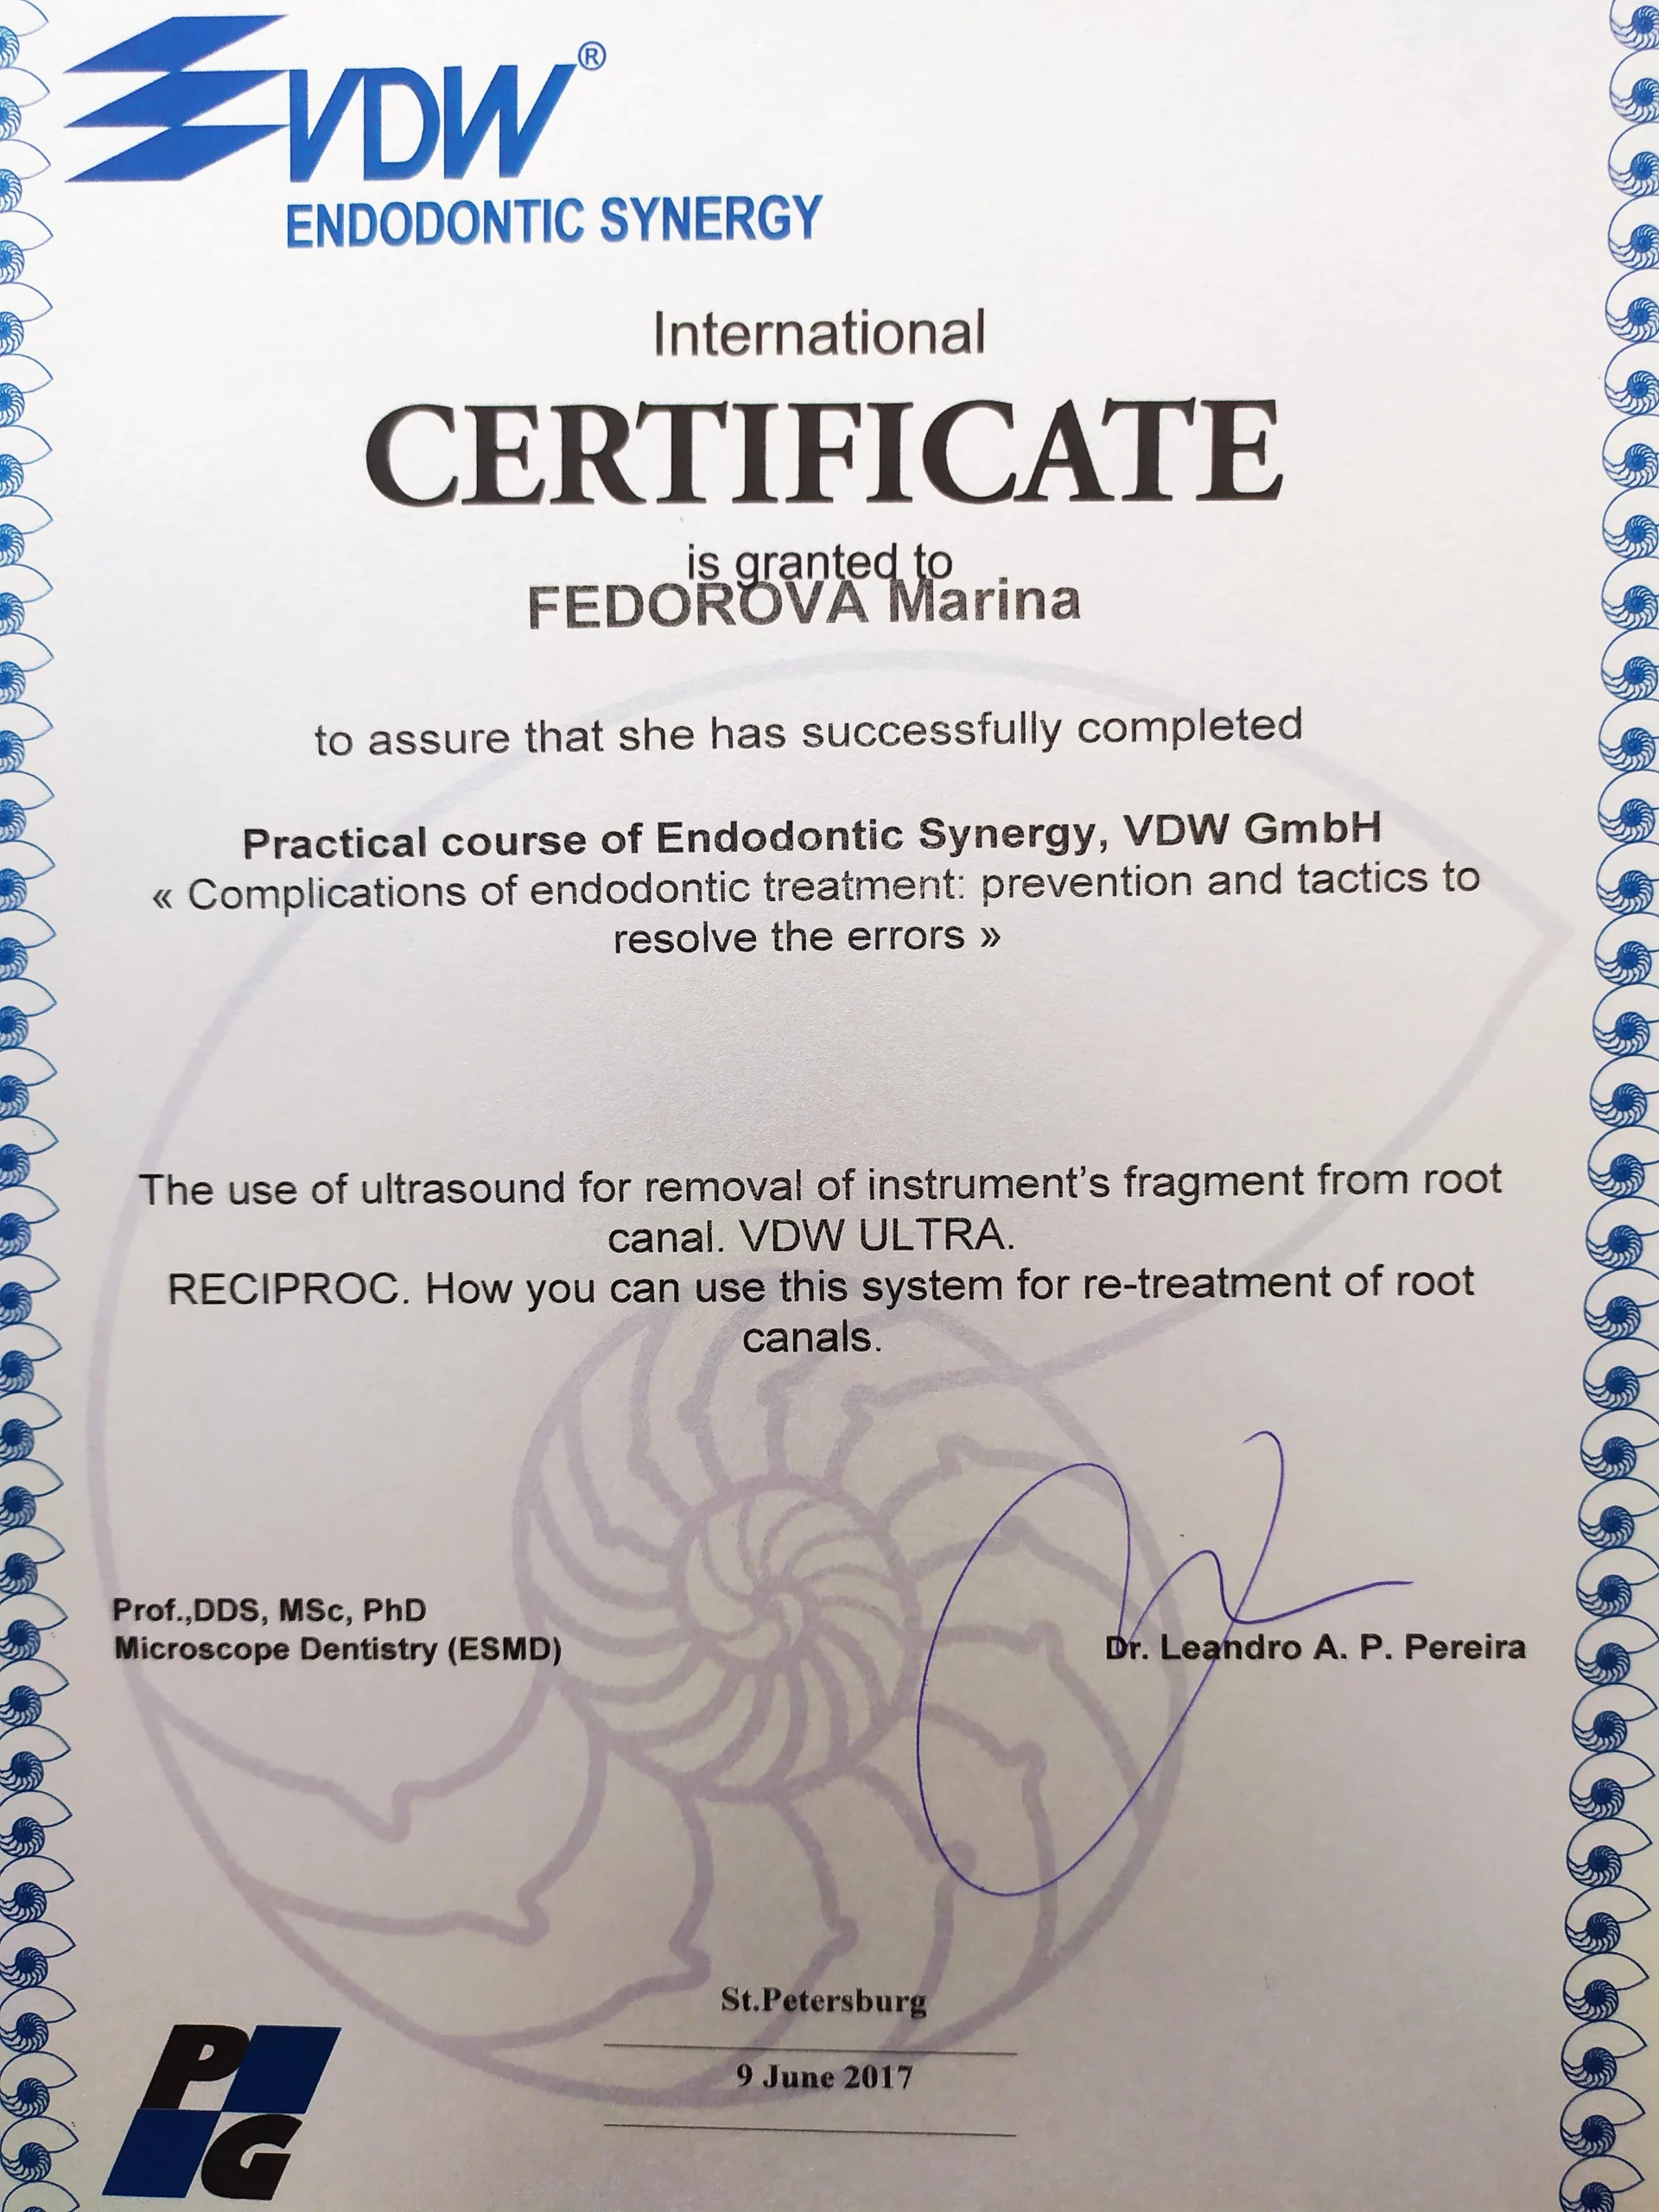 VDW®
ENDODONTIC SYNERGY
International
CERTIFICATE
is granted to
FEDOROVA Marina
to assure that she has successfully completed
Practical course of Endodontic Synergy, VDW GmbH
« Complications of endodontic treatment: prevention and tactics to
resolve the errors »
The use of ultrasound for removal of instrument’s fragment from root
canal. VDW ULTRA.
RECIPROC. How you can use this system for re-treatment of root
canals.
Prof.,DDS, MSc, PhD
Microscope Dentistry (ESMD)
Dr. Leandro A. P. Pereira
St.Petersburg
9 June 2017
P
G